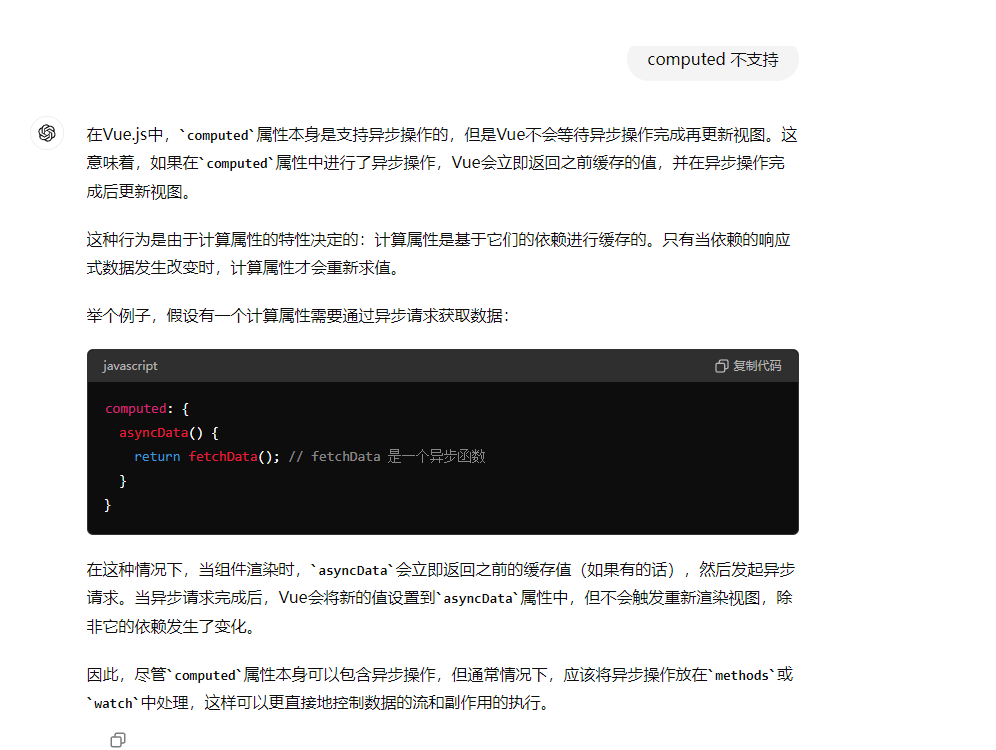 computed 不支持
在Vue.js中，`computed`属性本身是支持异步操作的，但是Vue不会等待异步操作完成再更新视图。这
意味着，如果在`computed`属性中进行了异步操作，Vue会立即返回之前缓存的值，并在异步操作完
成后更新视图。
这种行为是由于计算属性的特性决定的：计算属性是基于它们的依赖进行缓存的。只有当依赖的响应
式数据发生改变时，计算属性才会重新求值。
举个例子，假设有一个计算属性需要通过异步请求获取数据：
javascript 复制代码
computed: {
  asyncData() {
    return fetchData(); // fetchData 是一个异步函数
  }
}
在这种情况下，当组件渲染时，`asyncData`会立即返回之前的缓存值（如果有的话），然后发起异步
请求。当异步请求完成后，Vue会将新的值设置到`asyncData`属性中，但不会触发重新渲染视图，除
非它的依赖发生了变化。
因此，尽管`computed`属性本身可以包含异步操作，但通常情况下，应该将异步操作放在`methods`或
`watch`中处理，这样可以更直接地控制数据的流和副作用的执行。